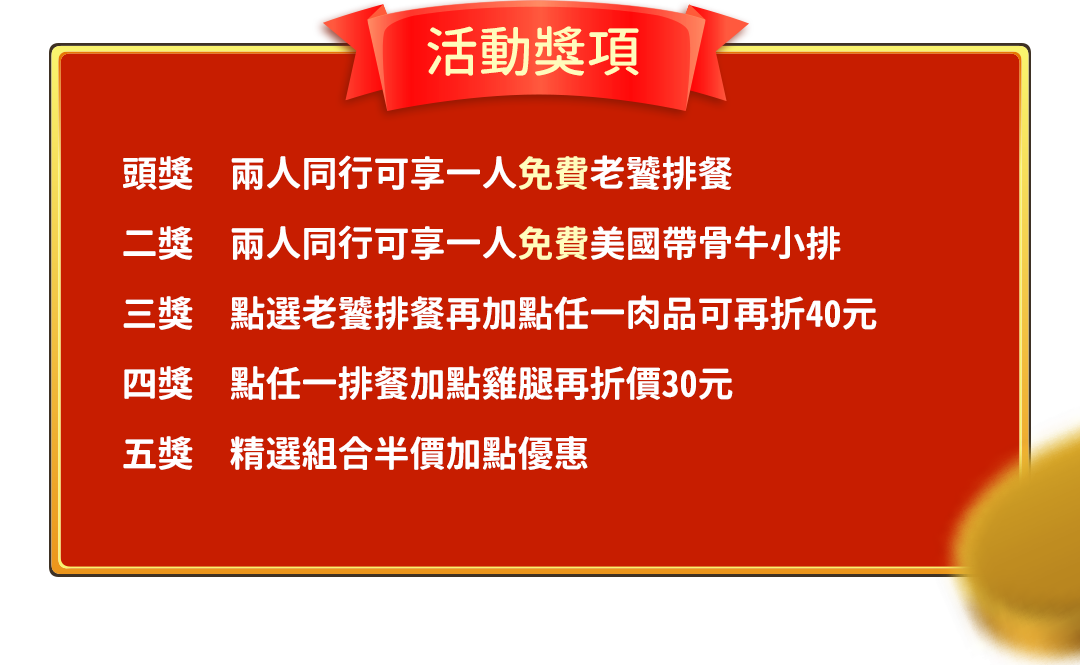 活動獎項
頭獎 兩人同行可享一人免費老饕排餐
二獎 兩人同行可享一人免費美國帶骨牛小排
三獎 點選老饕排餐再加點任一肉品可再折40元
四獎 點任一排餐加點雞腿再折價30元
五獎 精選組合半價加點優惠